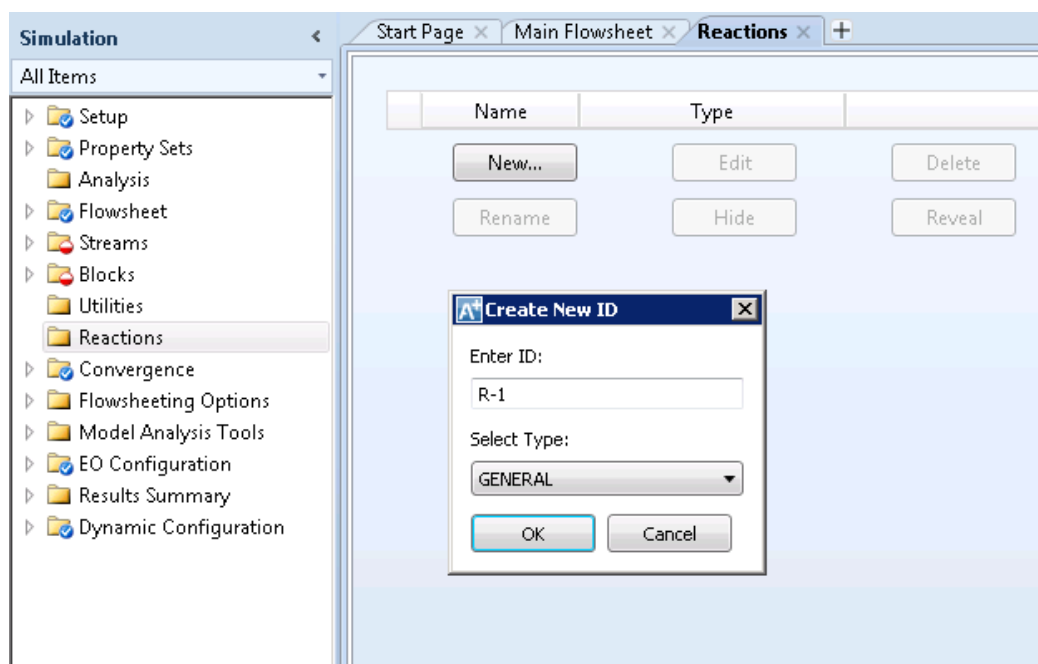 Simulation
All Items
Setup
Property Sets
Analysis
Flowsheet
Streams
Blocks
Utilities
Reactions
Convergence
Flowsheeting Options
Model Analysis Tools
EO Configuration
Results Summary
Dynamic Configuration
Start Page Main Flowsheet Reactions
Name Type
New... Edit Delete
Rename Hide Reveal
A+ Create New ID
Enter ID:
R-1
Select Type:
GENERAL
OK Cancel